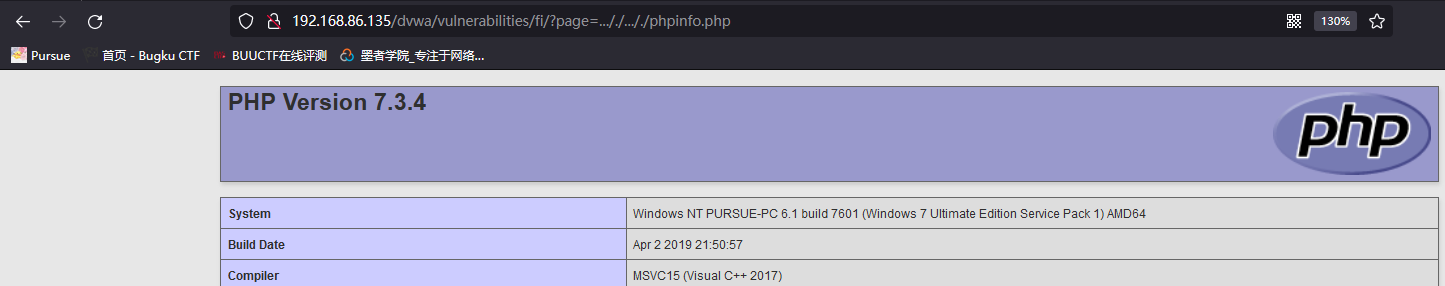 192.168.86.135/dvwa/vulnerabilities/fi/?page=..././..././phpinfo.php
130%
Pursue
首页 - Bugku CTF
BUUCTF在线评测
墨者学院_专注于网络...
PHP Version 7.3.4
php
System
Windows NT PURSUE-PC 6.1 build 7601 (Windows 7 Ultimate Edition Service Pack 1) AMD64
Build Date
Apr 2 2019 21:50:57
Compiler
MSVC15 (Visual C++ 2017)